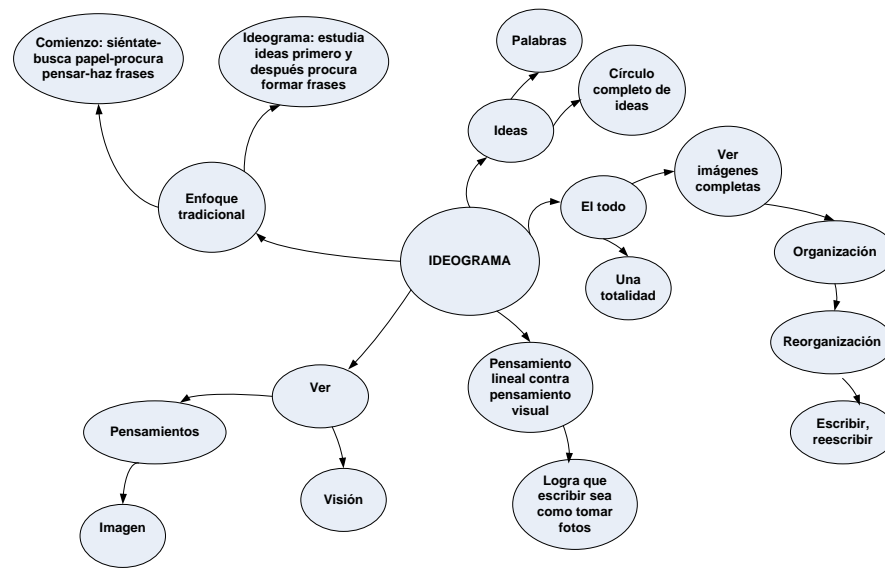 Comienzo: siéntate-
busca papel-procura
pensar-haz frases
Ideograma: estudia
ideas primero y
después procura
formar frases
Palabras
Círculo
completo de
ideas
Ideas
Ver
imágenes
completas
Enfoque
tradicional
El todo
IDEOGRAMA
Organización
Una
totalidad
Reorganización
Pensamiento
lineal contra
pensamiento
visual
Ver
Pensamientos
Escribir,
reescribir
Visión
Logra que
escribir sea
como tomar
fotos
Imagen